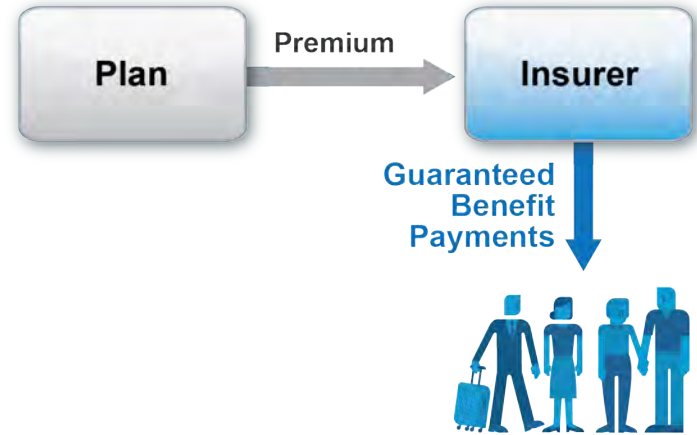 Premium
Plan
Insurer
Guaranteed
Benefit
Payments